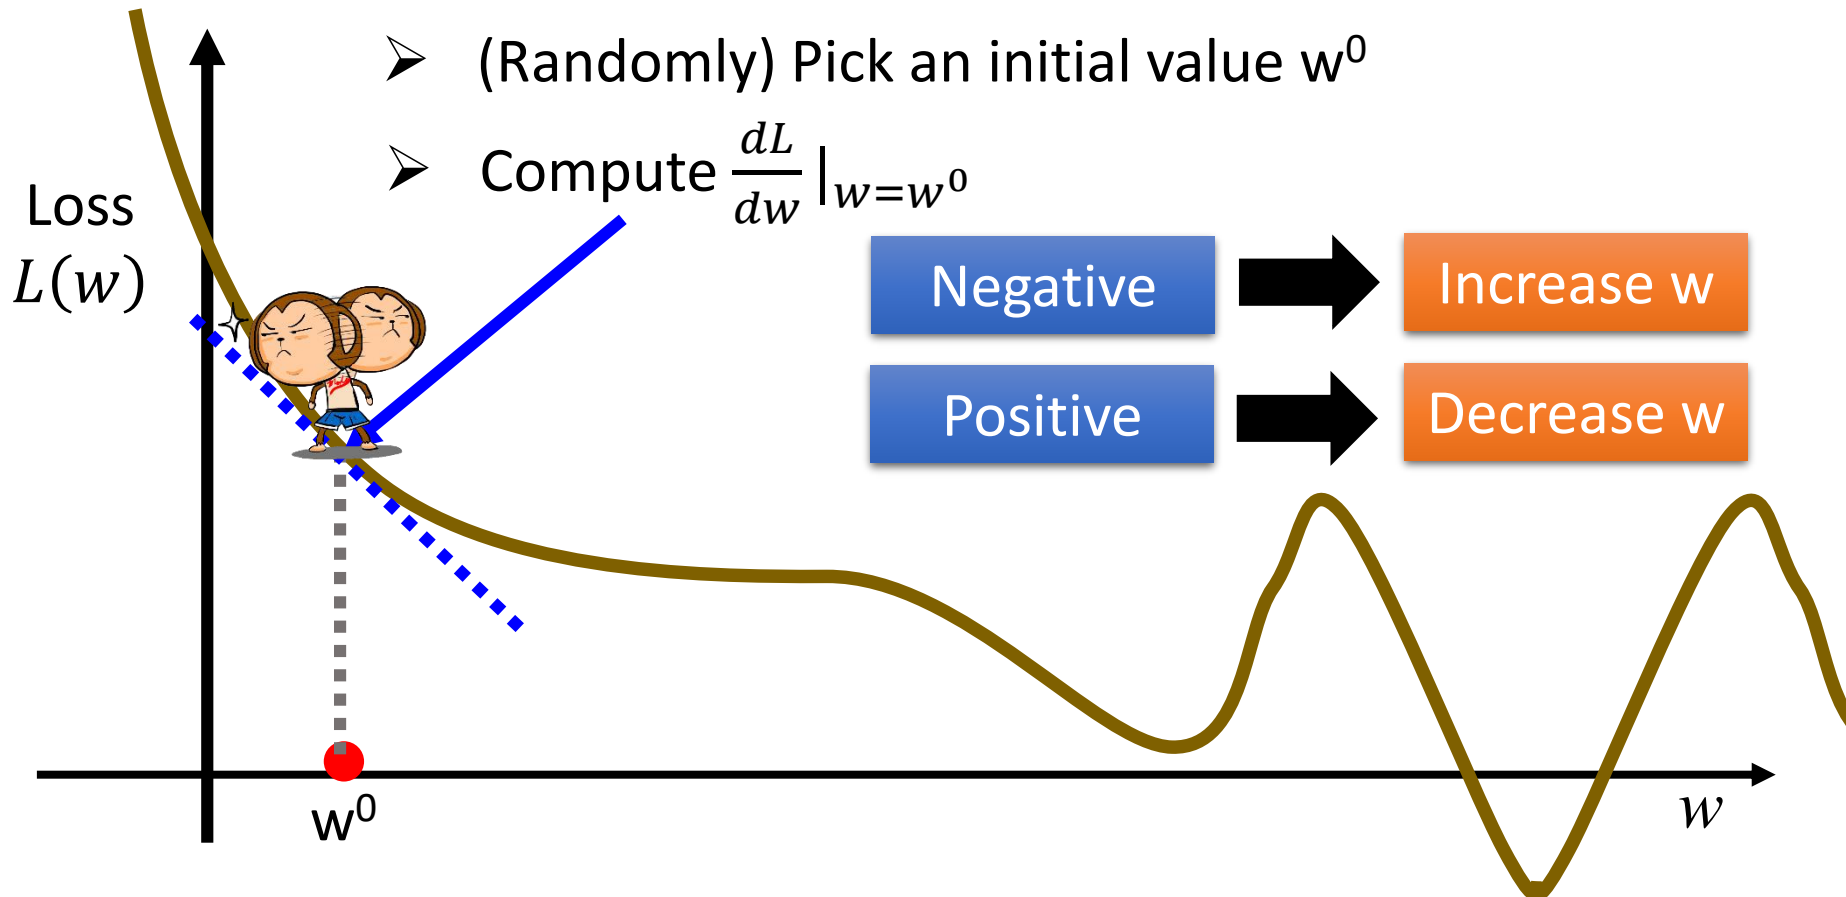 ➢ (Randomly) Pick an initial value w⁰
➢ Compute dL/dw |w=w⁰
Loss
L(w)
Negative
Increase w
Positive
Decrease w
w⁰
w